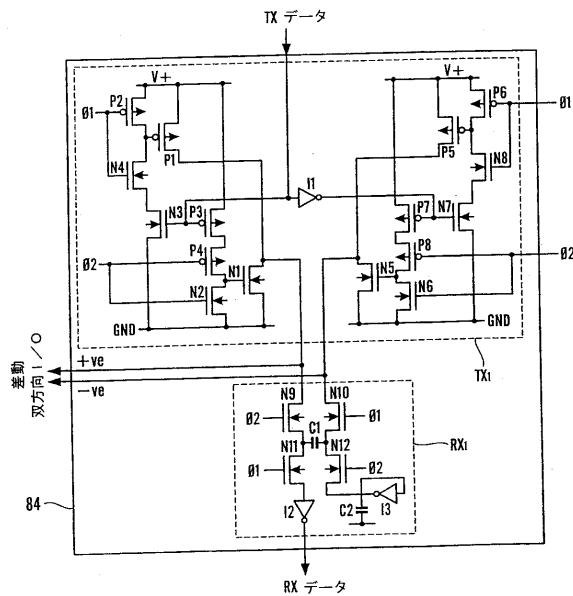 TX データ
V+
V+
P2
P6
Ø1
Ø1
P1
P5
N4
N8
I1
N3
P3
P7
N7
P4
P8
Ø2
Ø2
N1
N5
N2
N6
GND
GND
TX₁
差動
双方向 I/O
+ve
−ve
N9
N10
Ø2
Ø1
C1
N11
N12
RX₁
Ø1
Ø2
84
I2
C2
I3
RX データ